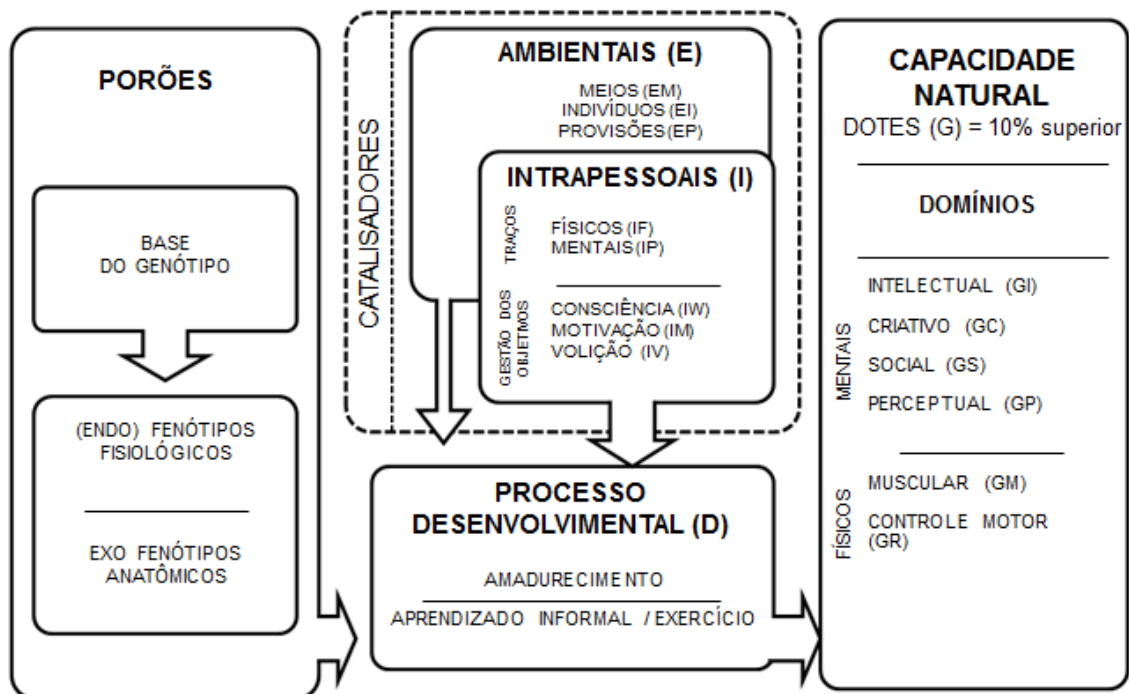 PORÕES
BASE
DO GENÓTIPO
(ENDO) FENÓTIPOS
FISIOLÓGICOS
EXO FENÓTIPOS
ANATÔMICOS
CATALISADORES
AMBIENTAIS (E)
MEIOS (EM)
INDIVÍDUOS (EI)
PROVISÕES (EP)
INTRAPESSOAIS (I)
TRAÇOS
FÍSICOS (IF)
MENTAIS (IP)
GESTÃO DOS
OBJETMOS
CONSCIÊNCIA (IW)
MOTIVAÇÃO (IM)
VOLIÇÃO (IV)
PROCESSO
DESENVOLVIMENTAL (D)
AMADURECIMENTO
APRENDIZADO INFORMAL / EXERCÍCIO
CAPACIDADE
NATURAL
DOTES (G) = 10% superior
DOMÍNIOS
MENTAIS
INTELECTUAL (GI)
CRIATIVO (GC)
SOCIAL (GS)
PERCEPTUAL (GP)
FÍSICOS
MUSCULAR (GM)
CONTROLE MOTOR
(GR)